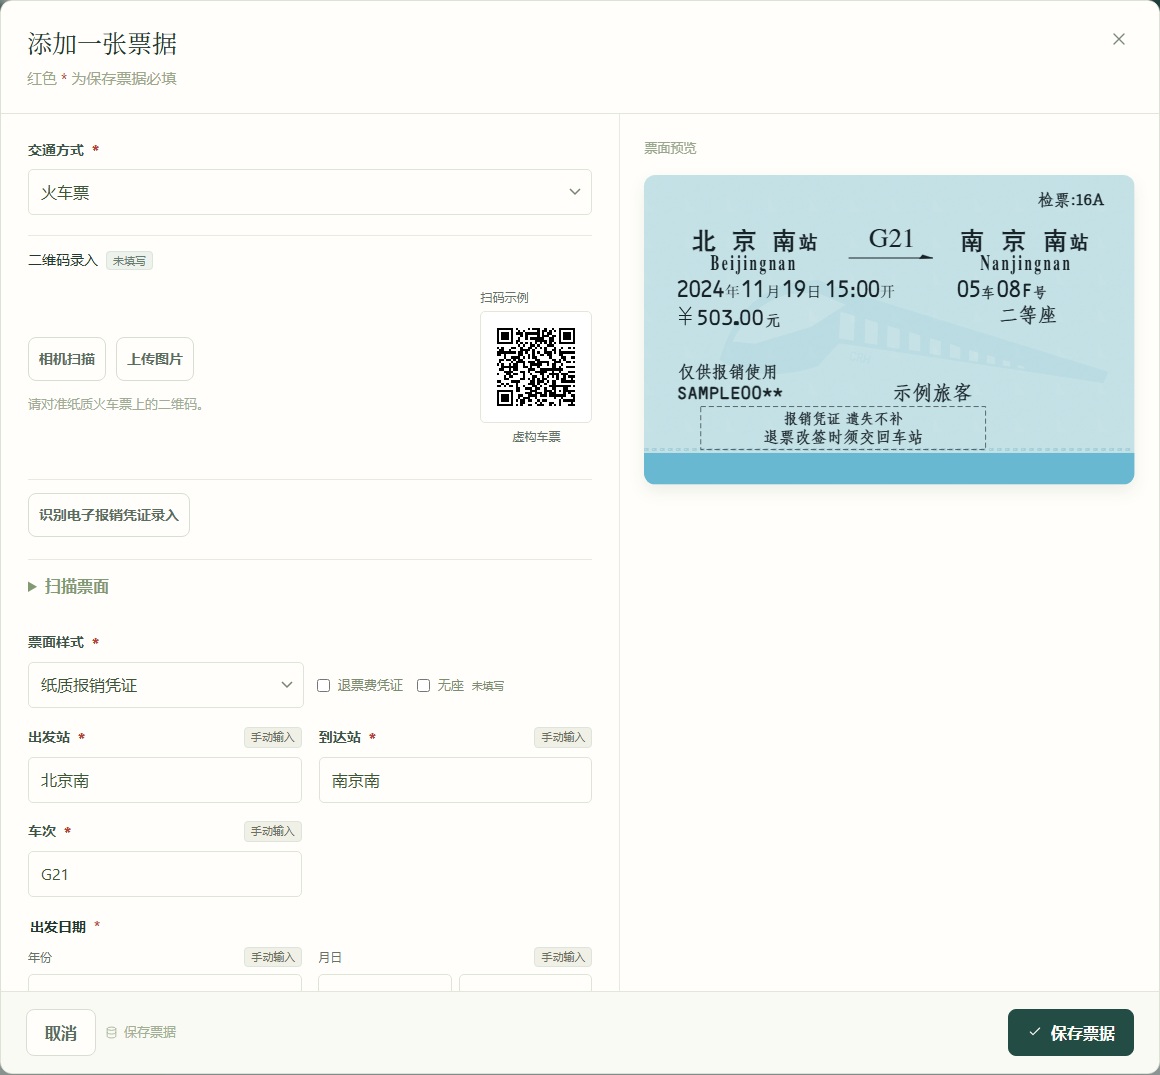 添加一张票据
红色 * 为保存票据必填
交通方式 *
火车票
二维码录入 未填写
扫码示例
相机扫描 上传图片
请对准纸质火车票上的二维码。
虚构车票
识别电子报销凭证录入
扫描票面
票面样式 *
纸质报销凭证 退票费凭证 无座 未填写
出发站 * 手动输入 到达站 * 手动输入
北京南 南京南
车次 * 手动输入
G21
出发日期 *
年份 手动输入 月日 手动输入
取消 保存票据
票面预览
检票:16A
北京南站 G21 南京南站
Beijingnan Nanjingnan
2024年11月19日 15:00开 05车08F号
¥503.00元 二等座
仅供报销使用
SAMPLE00** 示例旅客
报销凭证 遗失不补
退票改签时须交回车站
保存票据